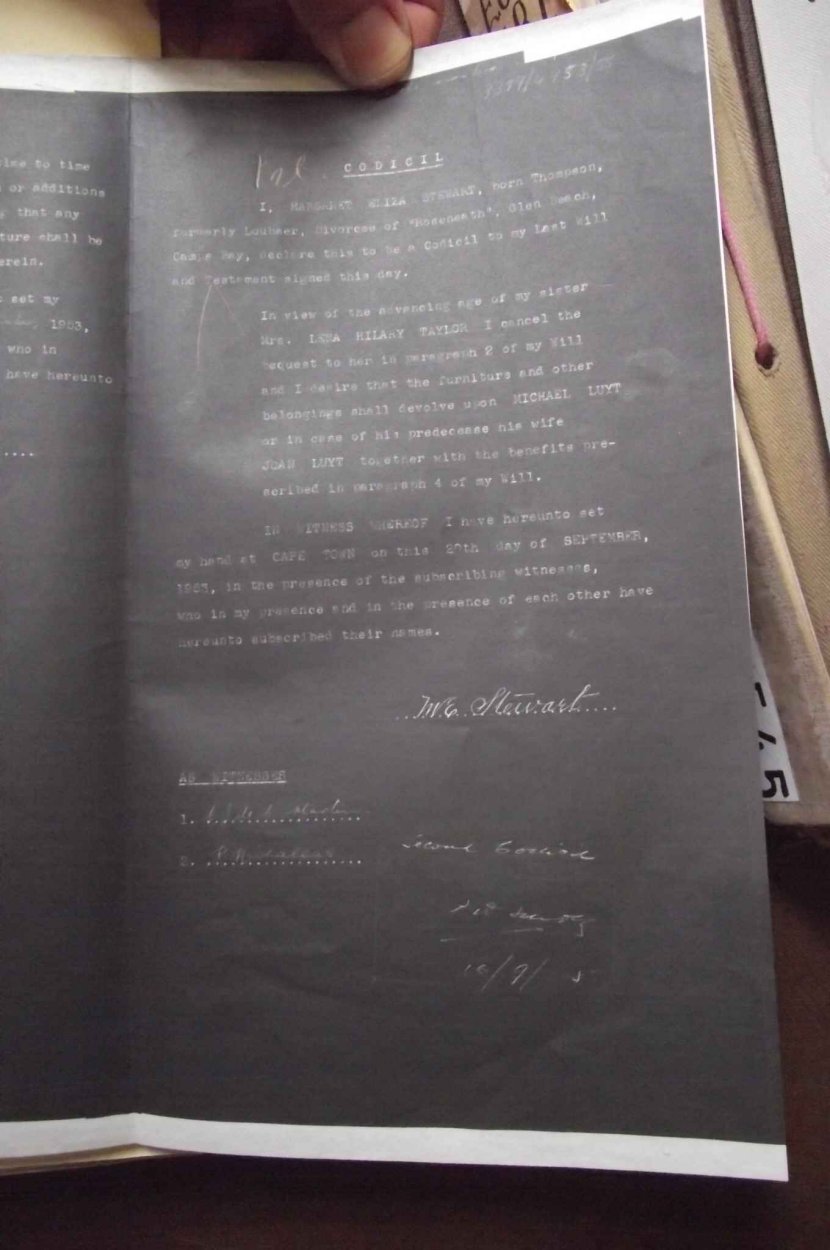 time to time
or additions
that any
ture shall be
erein.
set my
1963,
who in
have hereunto
CODICIL
I, MARGARET ELIZA STEWART, born Thompson,
formerly Loubser, Divorcee of "Roseneath", Glen Beach,
Camps Bay, declare this to be a Codicil to my Last Will
and Testament signed this day.
In view of the advancing age of my sister
Mrs. LENA HILARY TAYLOR I cancel the
bequest to her in paragraph 2 of my Will
and I desire that the furniture and other
belongings shall devolve upon MICHAEL LUYT
or in case of his predecease his wife
JOAN LUYT together with the benefits pre-
scribed in paragraph 4 of my Will.
IN WITNESS WHEREOF I have hereunto set
my hand at CAPE TOWN on this 20th day of SEPTEMBER,
1963, in the presence of the subscribing witnesses,
who in my presence and in the presence of each other have
hereunto subscribed their names.
M E Stewart
AS WITNESSES
1.
2.
Second Codicil